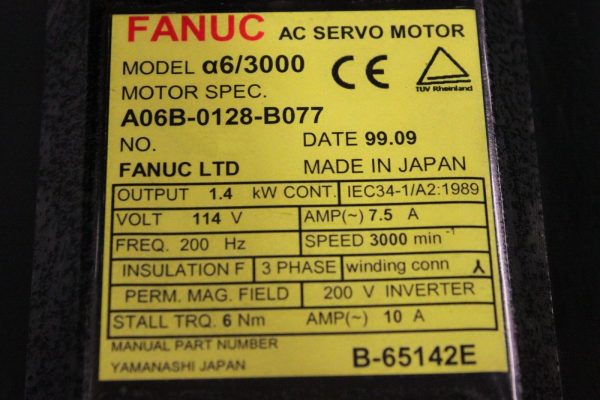 FANUC AC SERVO MOTOR
MODEL α6/3000
TUV Rheinland
MOTOR SPEC.
A06B-0128-B077
NO. DATE 99.09
FANUC LTD MADE IN JAPAN
OUTPUT 1.4 kW CONT. IEC34-1/A2:1989
VOLT 114 V AMP(~) 7.5 A
FREQ. 200 Hz SPEED 3000 min⁻¹
INSULATION F 3 PHASE winding conn ⅄
PERM. MAG. FIELD 200 V INVERTER
STALL TRQ. 6 Nm AMP(~) 10 A
MANUAL PART NUMBER
YAMANASHI JAPAN B-65142E